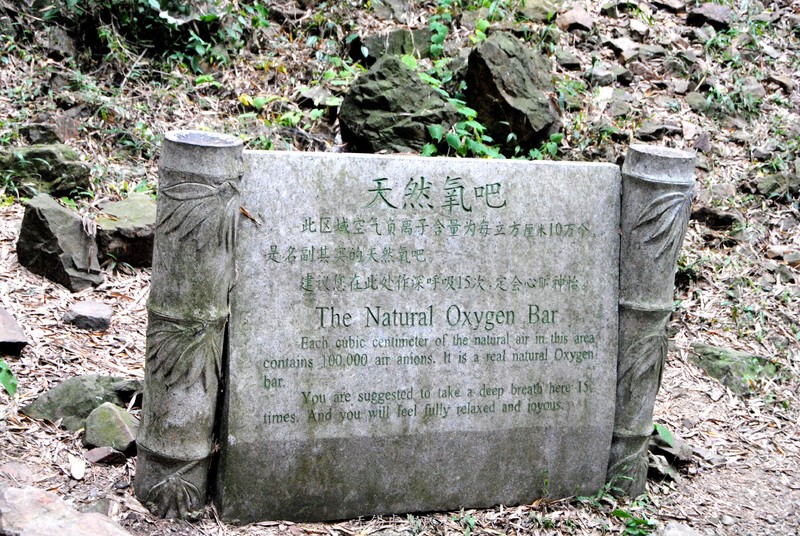 天然氧吧
此区域空气负离子含量为每立方厘米10万个,
是名副其实的天然氧吧。
建议您在此处作深呼吸15次,定会心旷神怡。
The Natural Oxygen Bar
Each cubic centimeter of the natural air in this area
contains 100,000 air anions. It is a real natural Oxygen
bar.
You are suggested to take a deep breath here 15
times. And you will feel fully relaxed and joyous.